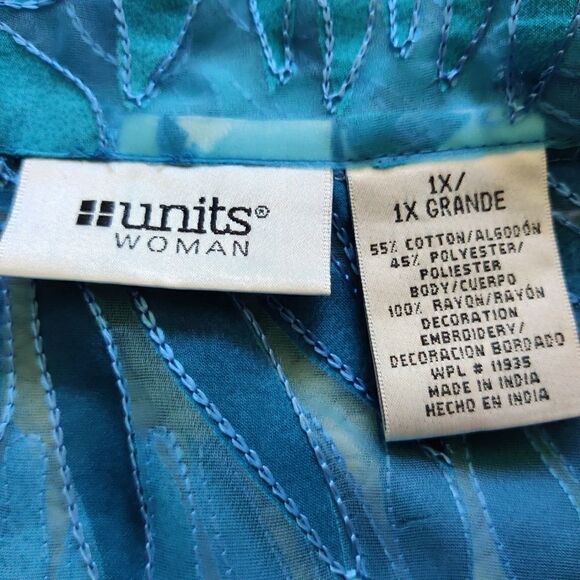 units®
WOMAN
1X/
1X GRANDE
55% COTTON/ALGODÓN
45% POLYESTER/
POLIESTER
BODY/CUERPO
100% RAYON/RAYÓN
DECORATION
EMBROIDERY/
DECORACION BORDADO
WPL # 11935
MADE IN INDIA
HECHO EN INDIA